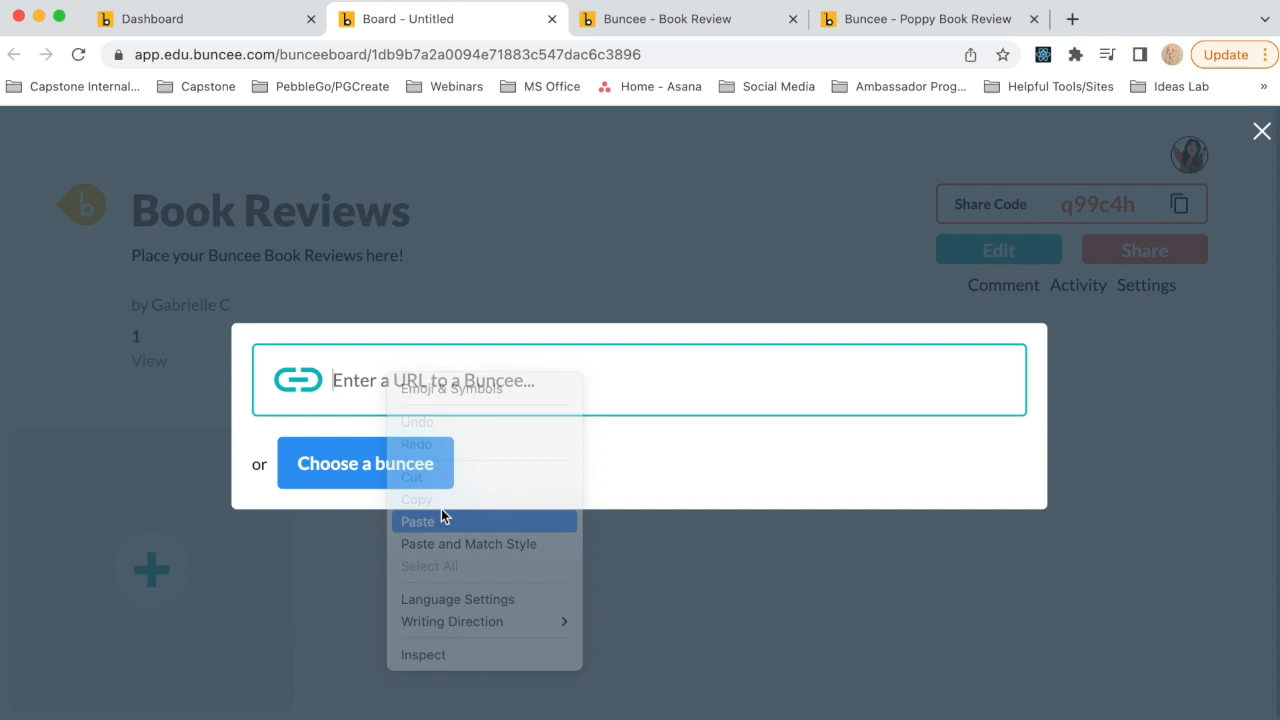 Dashboard
Board - Untitled
Buncee - Book Review
Buncee - Poppy Book Review
app.edu.buncee.com/bunceeboard/1db9b7a2a0094e71883c547dac6c3896
Update
Capstone Internal...
Capstone
PebbleGo/PGCreate
Webinars
MS Office
Home - Asana
Social Media
Ambassador Prog...
Helpful Tools/Sites
Ideas Lab
»
b
Book Reviews
Place your Buncee Book Reviews here!
by Gabrielle C
1
View
Share Code q99c4h
Edit
Share
Comment Activity Settings
Enter a URL to a Buncee...
or
Choose a buncee
Emoji & Symbols
Undo
Redo
Cut
Copy
Paste
Paste and Match Style
Select All
Language Settings
Writing Direction
Inspect